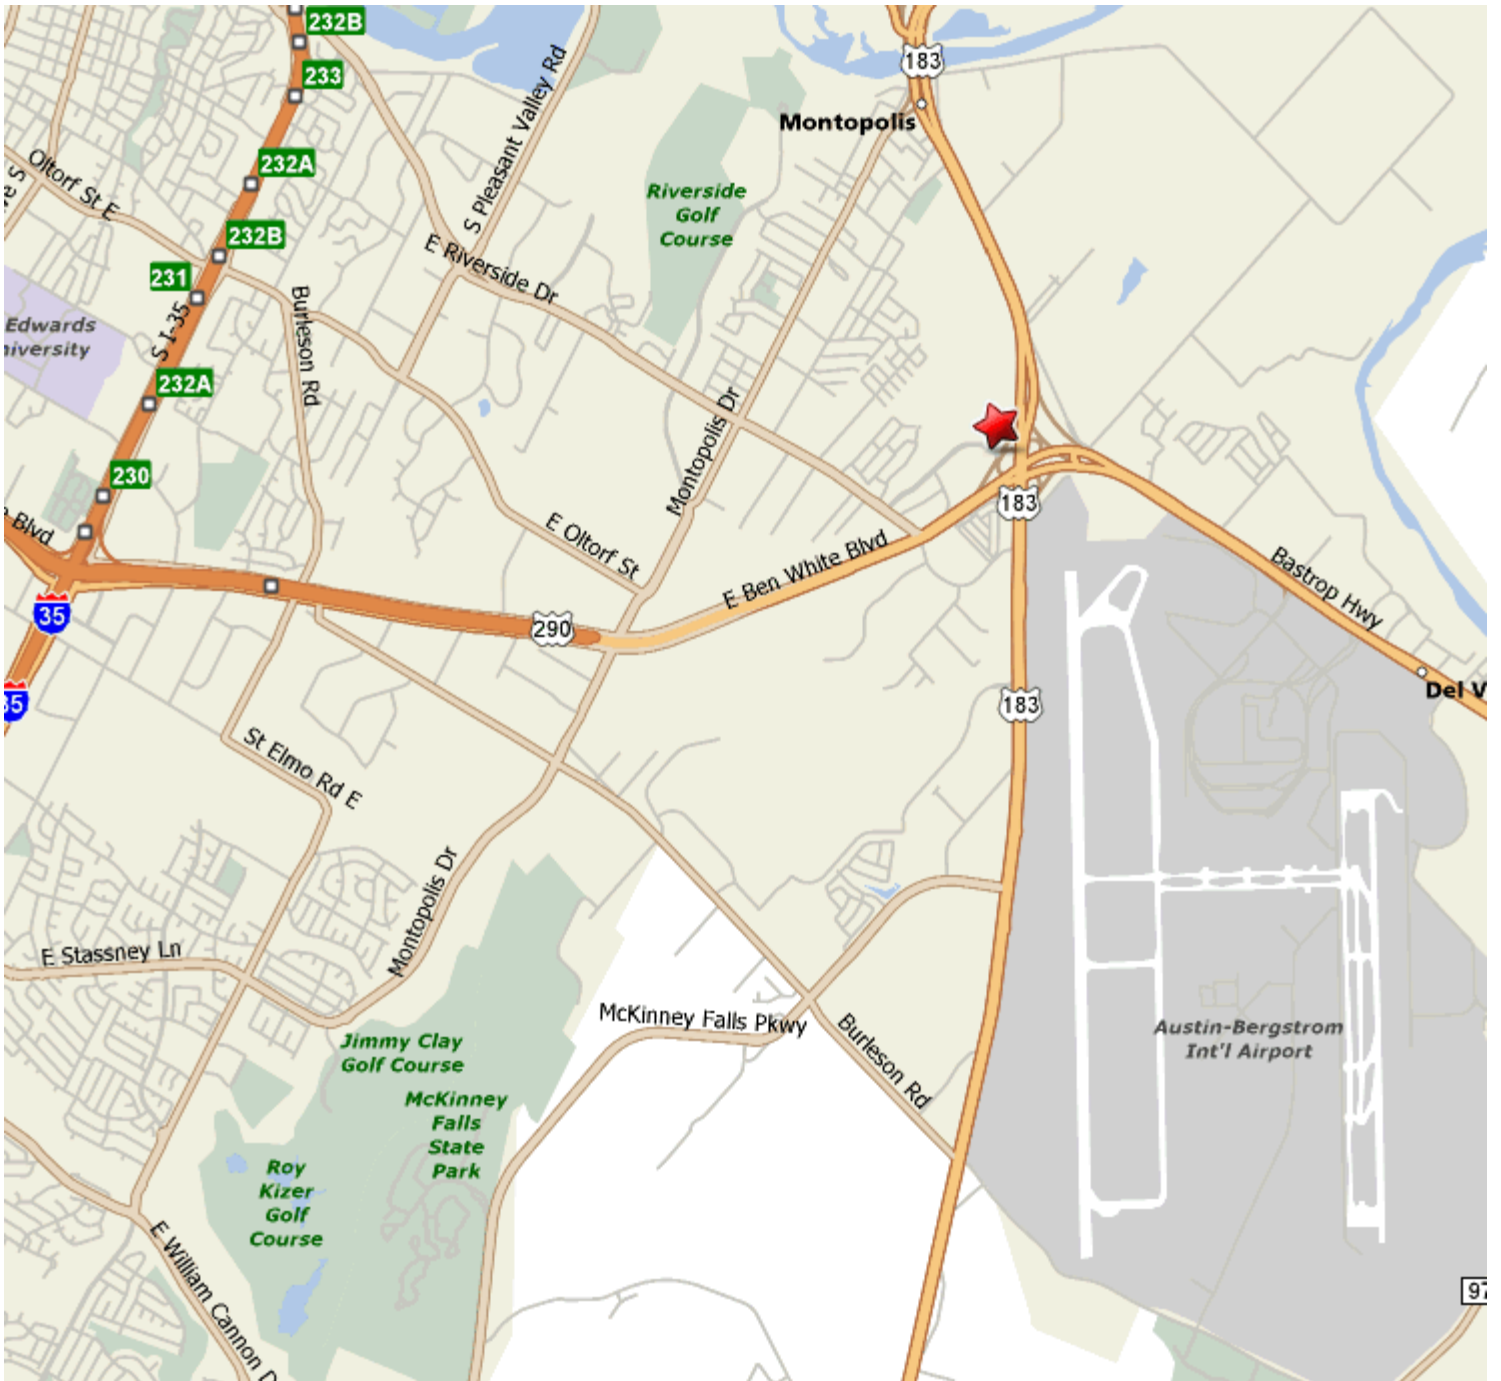 232B
183
233
S Pleasant Valley Rd
Montopolis
232A
Oltorf St E
Riverside
Golf
Course
232B
E Riverside Dr
231
Burleson Rd
S I-35
Edwards
niversity
232A
Montopolis Dr
230
183
Blvd
E Oltorf St
E Ben White Blvd
Bastrop Hwy
35
290
35
Del V
183
St Elmo Rd E
Montopolis Dr
E Stassney Ln
McKinney Falls Pkwy
Burleson Rd
Austin-Bergstrom
Int'l Airport
Jimmy Clay
Golf Course
McKinney
Falls
State
Park
Roy
Kizer
Golf
Course
E William Cannon D
97